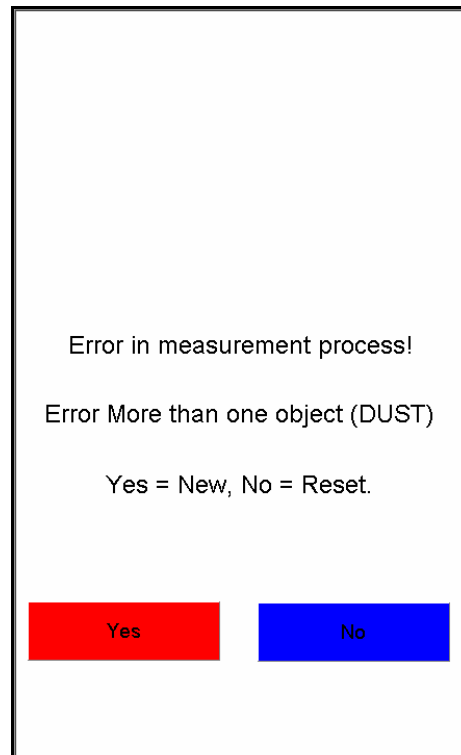 Error in measurement process!
Error More than one object (DUST)
Yes = New, No = Reset.
Yes No